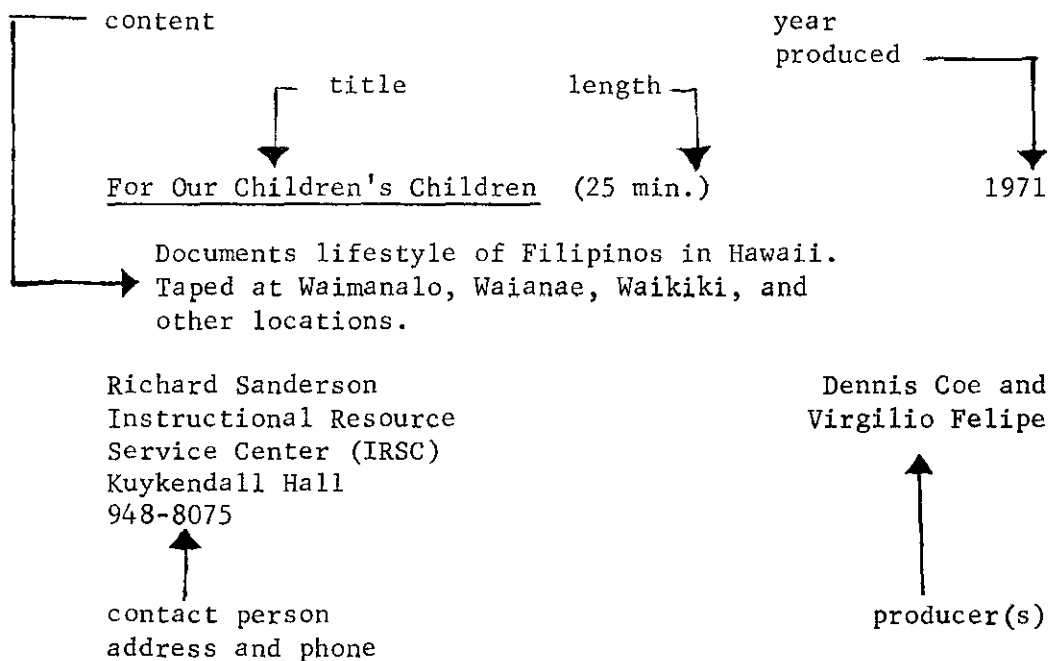 content
year
produced
title
length
For Our Children's Children (25 min.)
1971
Documents lifestyle of Filipinos in Hawaii.
Taped at Waimanalo, Waianae, Waikiki, and
other locations.
Richard Sanderson
Instructional Resource
Service Center (IRSC)
Kuykendall Hall
948-8075
Dennis Coe and
Virgilio Felipe
contact person
address and phone
producer(s)